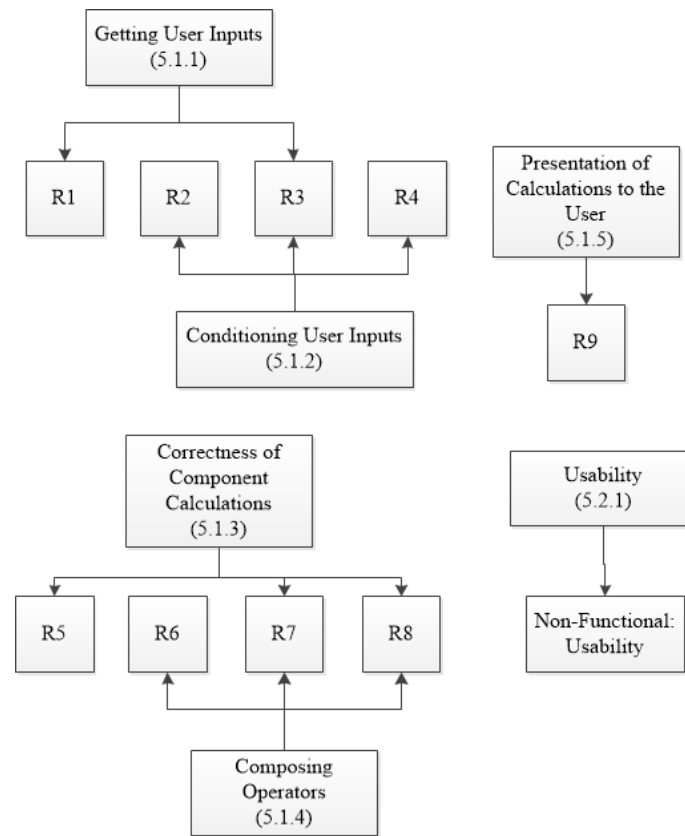 Getting User Inputs
(5.1.1)
R1
R2
R3
R4
Conditioning User Inputs
(5.1.2)
Presentation of
Calculations to the
User
(5.1.5)
R9
Correctness of
Component
Calculations
(5.1.3)
R5
R6
R7
R8
Composing
Operators
(5.1.4)
Usability
(5.2.1)
Non-Functional:
Usability